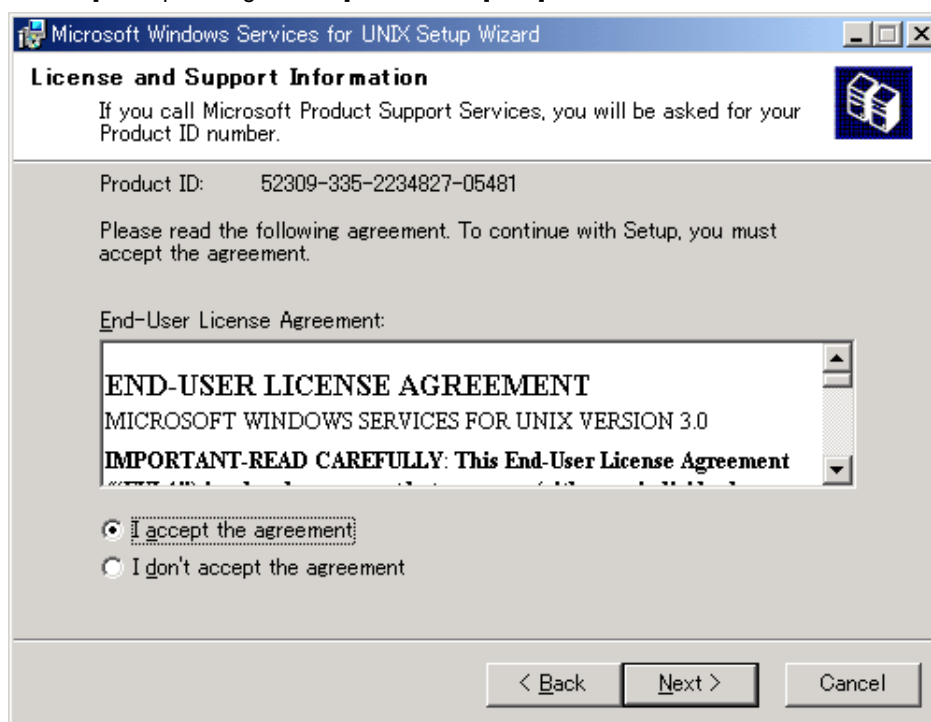 Microsoft Windows Services for UNIX Setup Wizard
License and Support Information
If you call Microsoft Product Support Services, you will be asked for your
Product ID number.
Product ID: 52309-335-2234827-05481
Please read the following agreement. To continue with Setup, you must
accept the agreement.
End-User License Agreement:
END-USER LICENSE AGREEMENT
MICROSOFT WINDOWS SERVICES FOR UNIX VERSION 3.0
IMPORTANT-READ CAREFULLY: This End-User License Agreement
I accept the agreement
I don't accept the agreement
< Back Next > Cancel